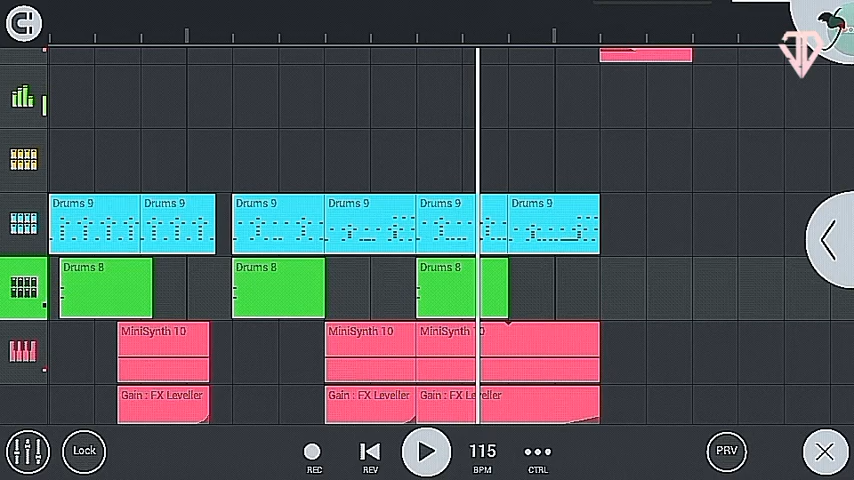 Drums 9 Drums 9 Drums 9 Drums 9 Drums 9 Drums 9
Drums 8 Drums 8 Drums 8
MiniSynth 10 MiniSynth 10 MiniSynth 10
Gain : FX Leveller Gain : FX Leveller Gain : FX Leveller
Lock
REC
REV
115
BPM
CTRL
PRV